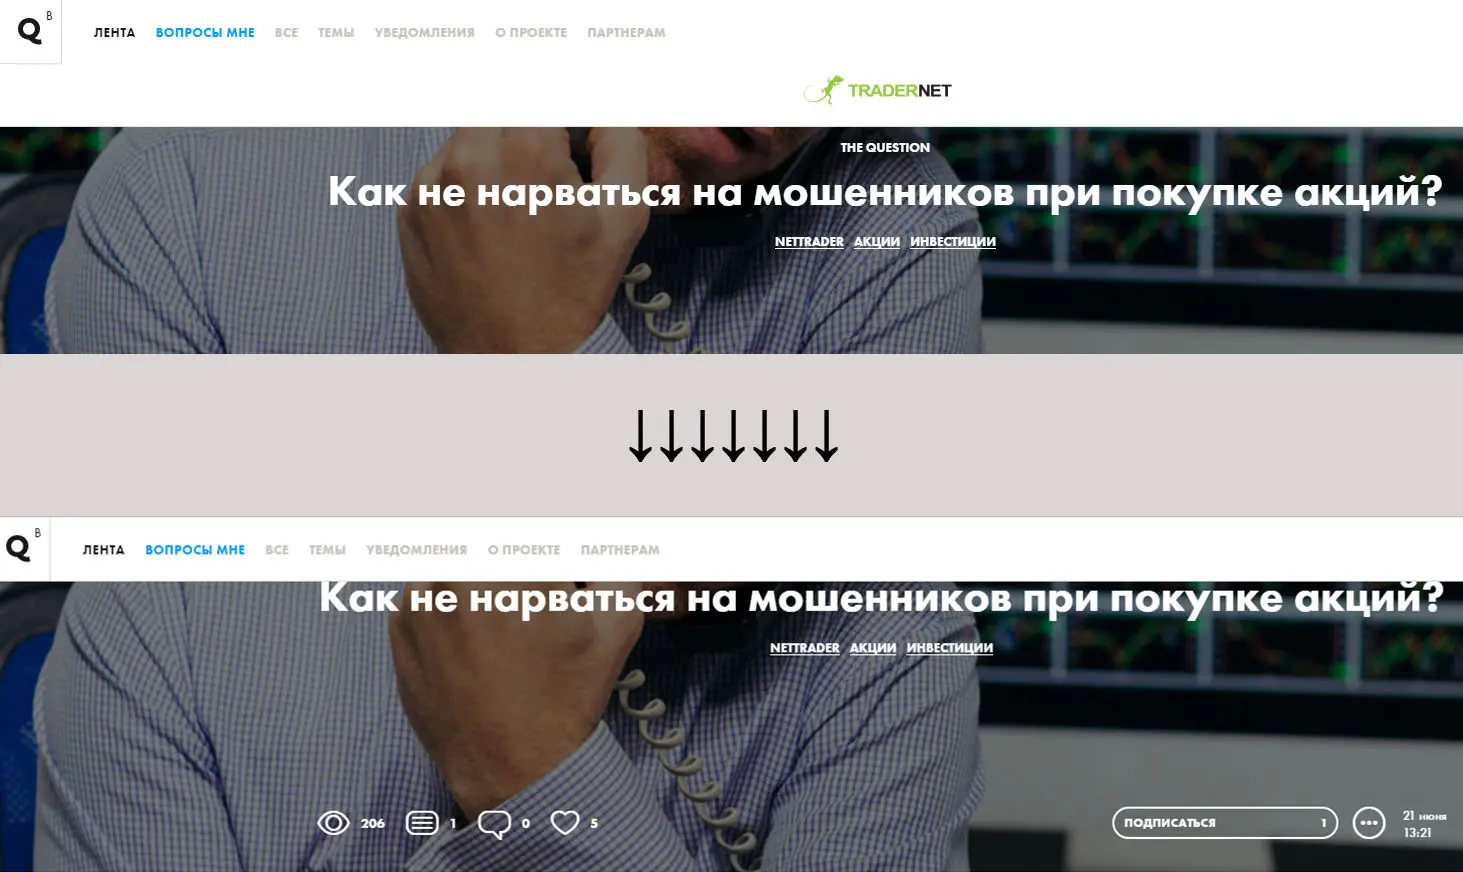 Q B
ЛЕНТА ВОПРОСЫ МНЕ ВСЕ ТЕМЫ УВЕДОМЛЕНИЯ О ПРОЕКТЕ ПАРТНЕРАМ
TRADERNET
THE QUESTION
Как не нарваться на мошенников при покупке акций?
NETTRADER АКЦИИ ИНВЕСТИЦИИ
↓↓↓↓↓↓↓
Q B
ЛЕНТА ВОПРОСЫ МНЕ ВСЕ ТЕМЫ УВЕДОМЛЕНИЯ О ПРОЕКТЕ ПАРТНЕРАМ
Как не нарваться на мошенников при покупке акций?
NETTRADER АКЦИИ ИНВЕСТИЦИИ
206 1 0 5 ПОДПИСАТЬСЯ 1 21 июня
13:21